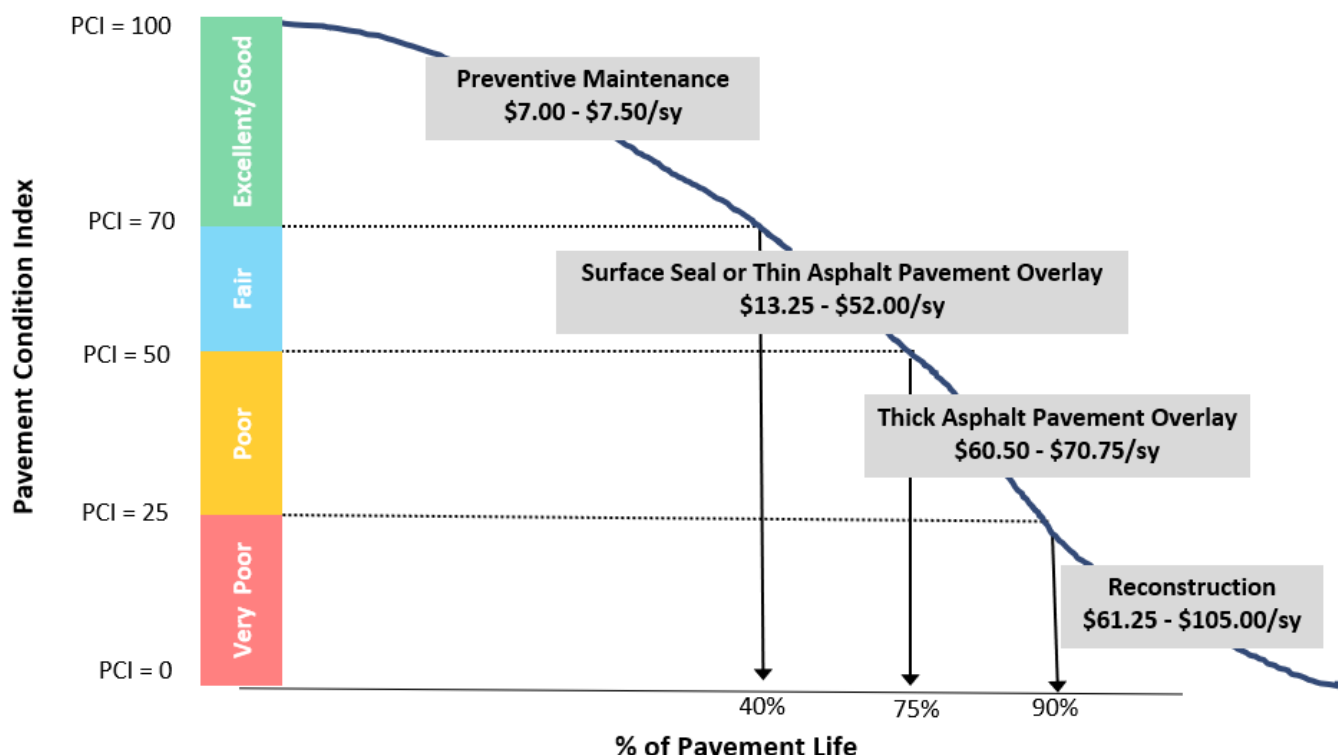 PCI = 100
Excellent/Good
Preventive Maintenance
$7.00 - $7.50/sy
Pavement Condition Index
PCI = 70
Fair
Surface Seal or Thin Asphalt Pavement Overlay
$13.25 - $52.00/sy
PCI = 50
Poor
Thick Asphalt Pavement Overlay
$60.50 - $70.75/sy
PCI = 25
Very Poor
Reconstruction
$61.25 - $105.00/sy
PCI = 0
40%
75%
90%
% of Pavement Life